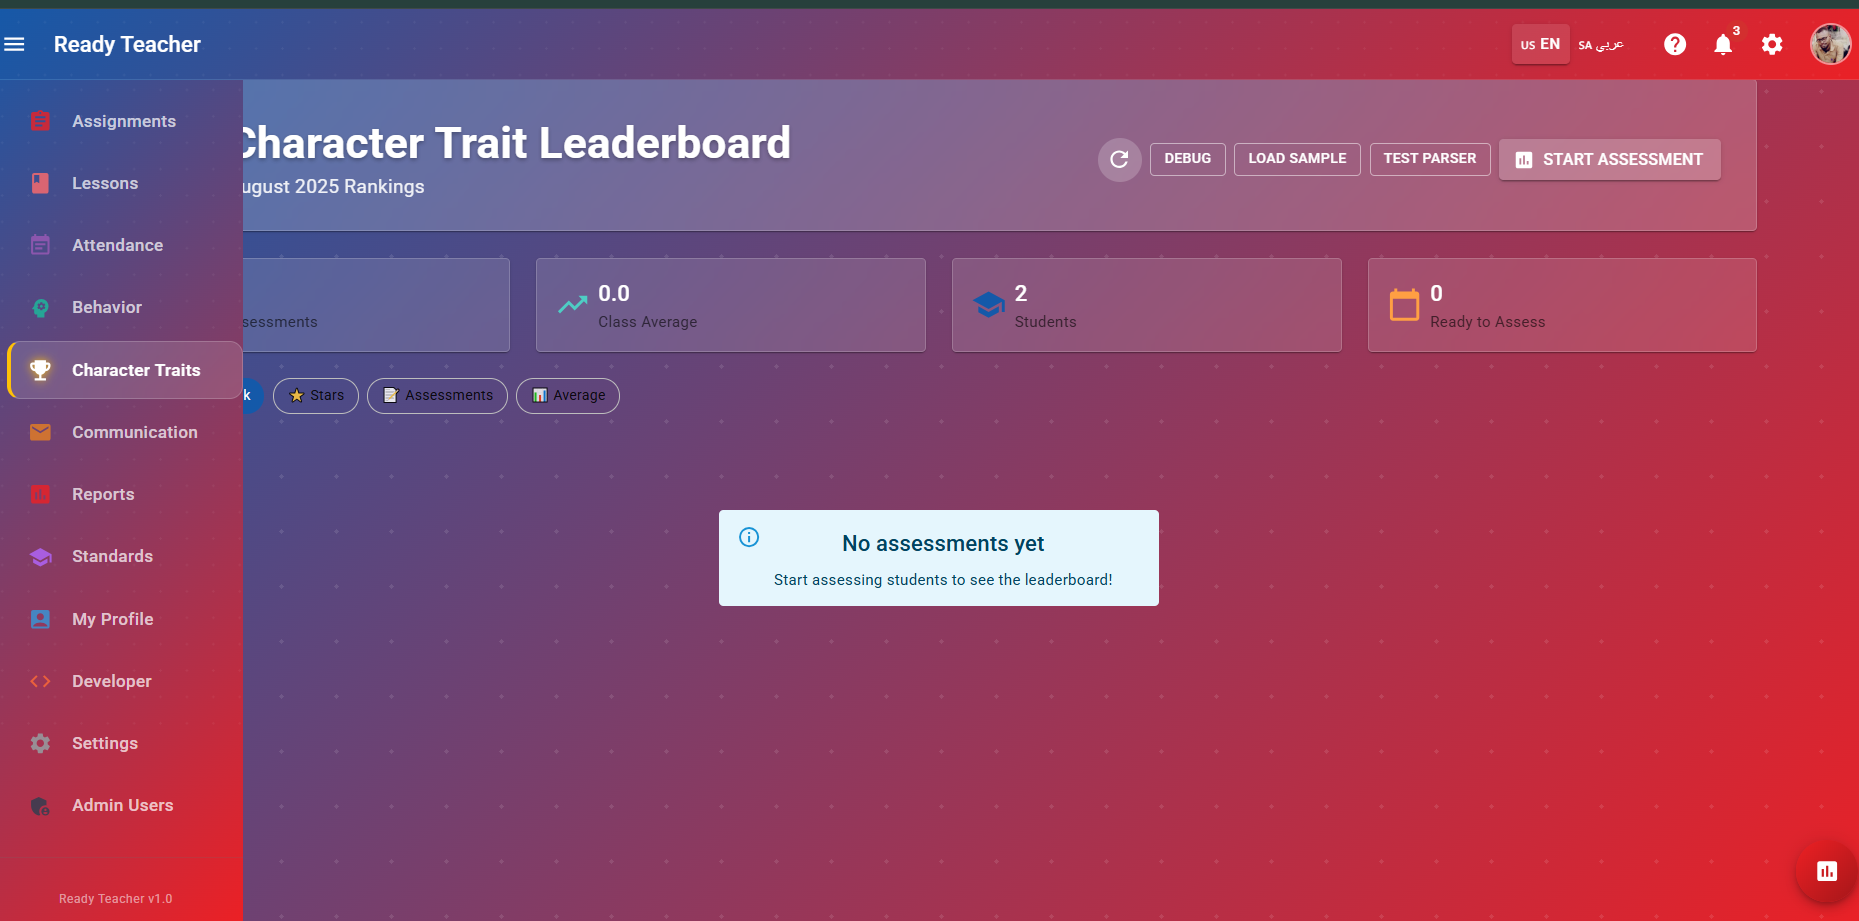 Ready Teacher
US EN
SA عربي
3
Assignments
Lessons
Attendance
Behavior
Character Traits
Communication
Reports
Standards
My Profile
Developer
Settings
Admin Users
Ready Teacher v1.0
Character Trait Leaderboard
ugust 2025 Rankings
DEBUG
LOAD SAMPLE
TEST PARSER
START ASSESSMENT
sessments
0.0
Class Average
2
Students
0
Ready to Assess
k
Stars
Assessments
Average
No assessments yet
Start assessing students to see the leaderboard!